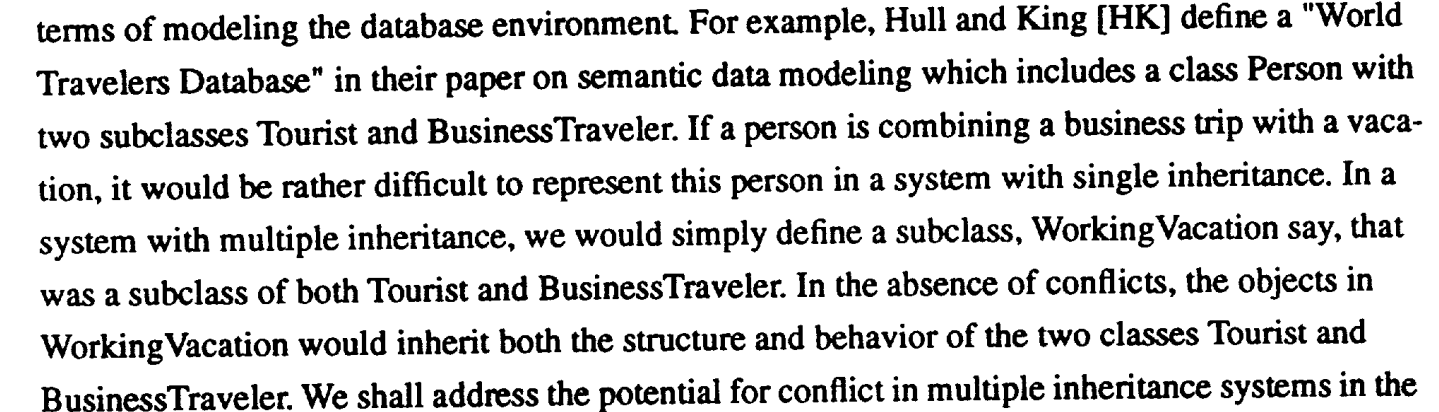 terms of modeling the database environment. For example, Hull and King [HK] define a "World
Travelers Database" in their paper on semantic data modeling which includes a class Person with
two subclasses Tourist and BusinessTraveler. If a person is combining a business trip with a vaca-
tion, it would be rather difficult to represent this person in a system with single inheritance. In a
system with multiple inheritance, we would simply define a subclass, WorkingVacation say, that
was a subclass of both Tourist and BusinessTraveler. In the absence of conflicts, the objects in
WorkingVacation would inherit both the structure and behavior of the two classes Tourist and
BusinessTraveler. We shall address the potential for conflict in multiple inheritance systems in the